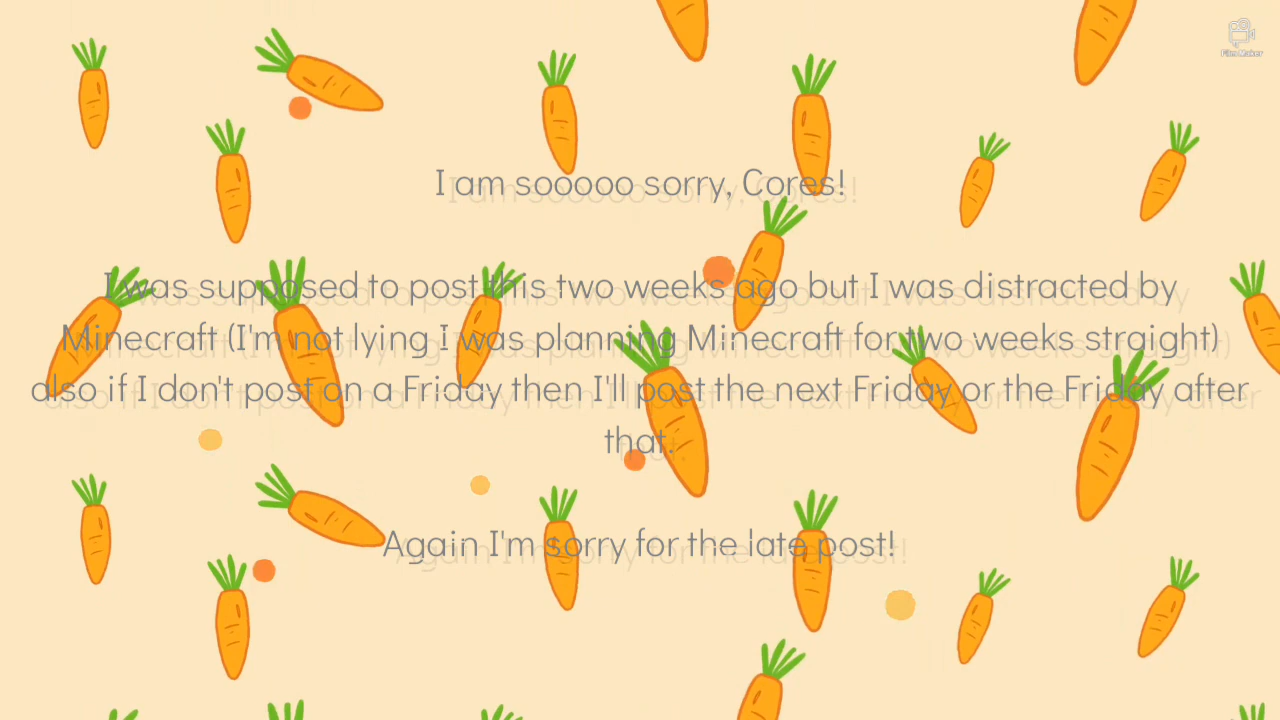 Film Maker
I am sooooo sorry, Cores!
I was supposed to post this two weeks ago but I was distracted by
Minecraft (I'm not lying I was planning Minecraft for two weeks straight)
also if I don't post on a Friday then I'll post the next Friday or the Friday after
that.
Again I'm sorry for the late post!